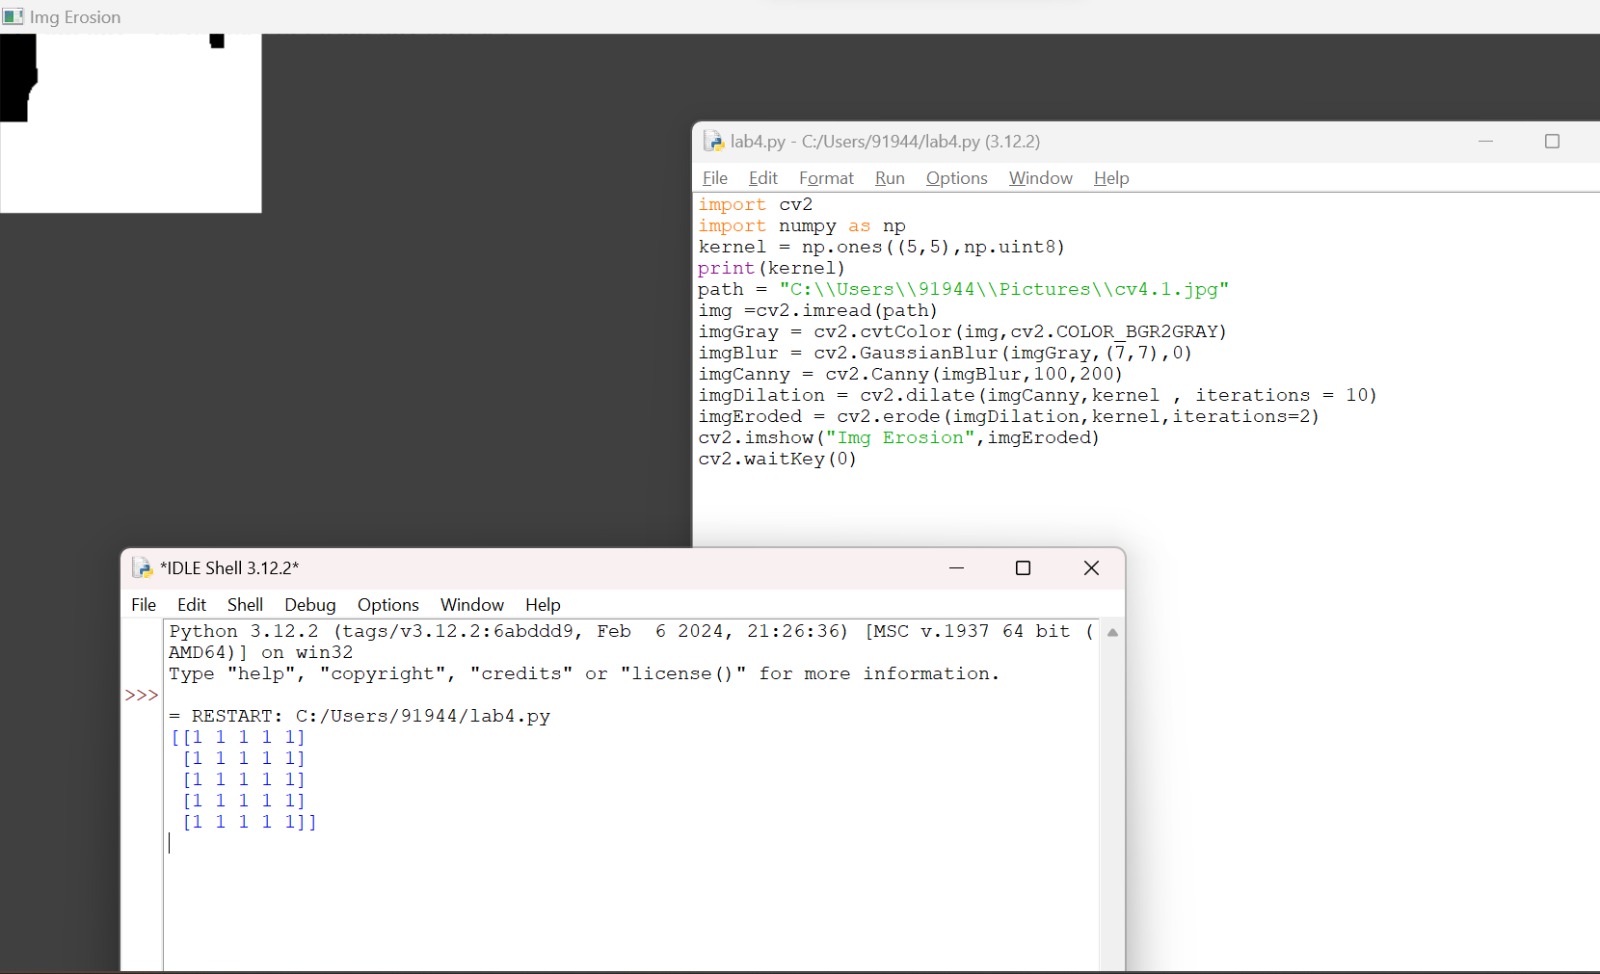 Img Erosion
lab4.py - C:/Users/91944/lab4.py (3.12.2)
File Edit Format Run Options Window Help
import cv2
import numpy as np
kernel = np.ones((5,5),np.uint8)
print(kernel)
path = "C:\\Users\\91944\\Pictures\\cv4.1.jpg"
img =cv2.imread(path)
imgGray = cv2.cvtColor(img,cv2.COLOR_BGR2GRAY)
imgBlur = cv2.GaussianBlur(imgGray,(7,7),0)
imgCanny = cv2.Canny(imgBlur,100,200)
imgDilation = cv2.dilate(imgCanny,kernel , iterations = 10)
imgEroded = cv2.erode(imgDilation,kernel,iterations=2)
cv2.imshow("Img Erosion",imgEroded)
cv2.waitKey(0)
*IDLE Shell 3.12.2*
File Edit Shell Debug Options Window Help
Python 3.12.2 (tags/v3.12.2:6abddd9, Feb  6 2024, 21:26:36) [MSC v.1937 64 bit (
AMD64)] on win32
Type "help", "copyright", "credits" or "license()" for more information.
>>>
= RESTART: C:/Users/91944/lab4.py
[[1 1 1 1 1]
 [1 1 1 1 1]
 [1 1 1 1 1]
 [1 1 1 1 1]
 [1 1 1 1 1]]